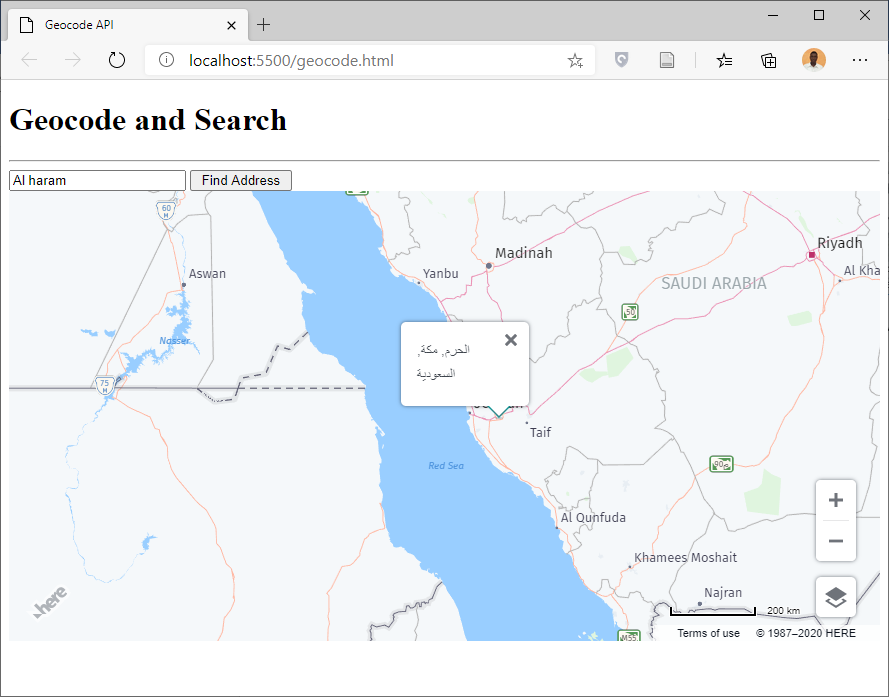 Geocode API
localhost:5500/geocode.html
Geocode and Search
Al haram
Find Address
60
M
Riyadh
Madinah
Aswan
Yanbu
Al Kha
SAUDI ARABIA
50
Nasser
الحرم, مكة,
السعودية
75
M
Taif
Red Sea
Al Qunfuda
Khamees Moshait
Najran
here
200 km
M55
Terms of use
© 1987–2020 HERE